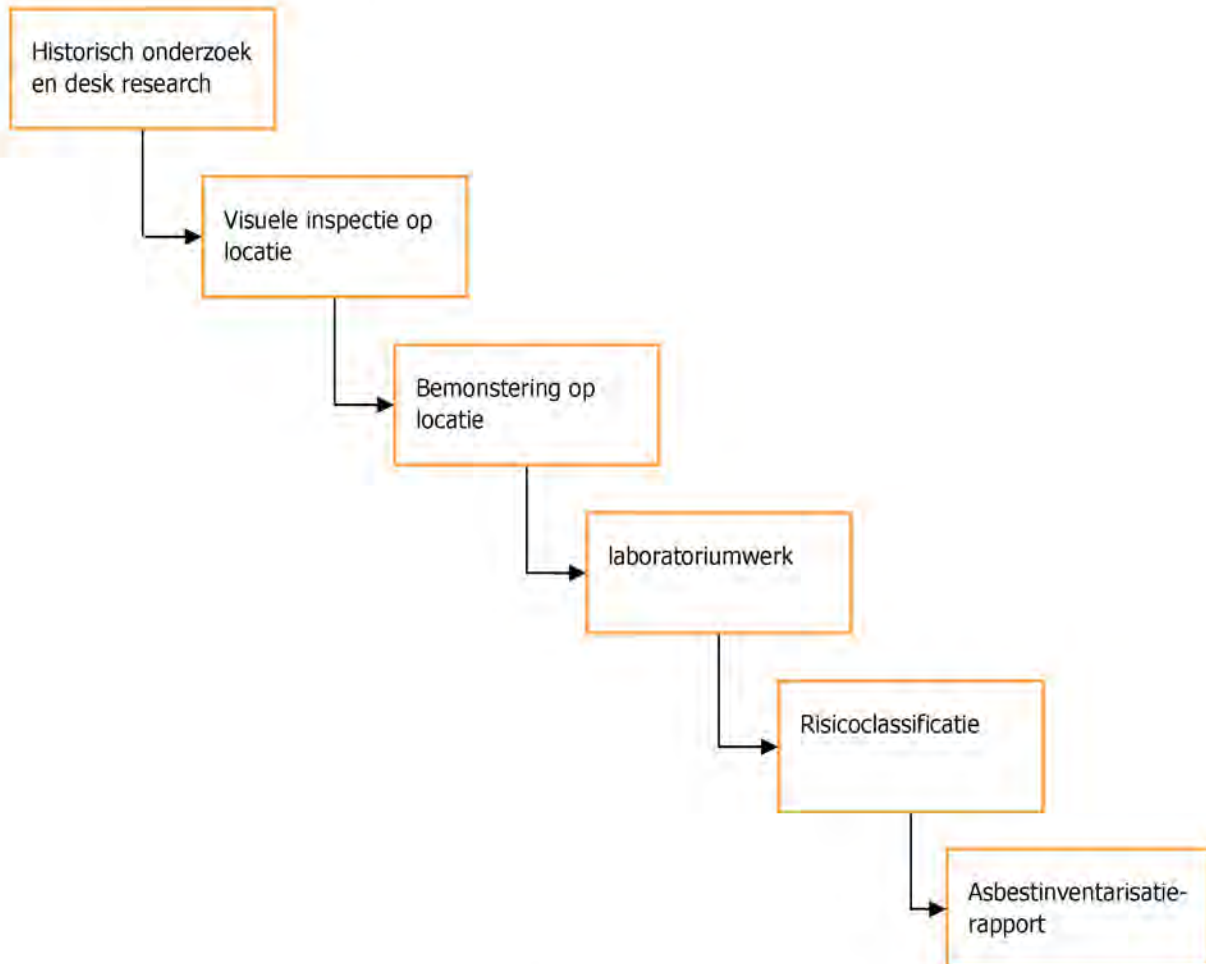 Historisch onderzoek
en desk research
Visuele inspectie op
locatie
Bemonstering op
locatie
laboratoriumwerk
Risicoclassificatie
Asbestinventarisatie-
rapport